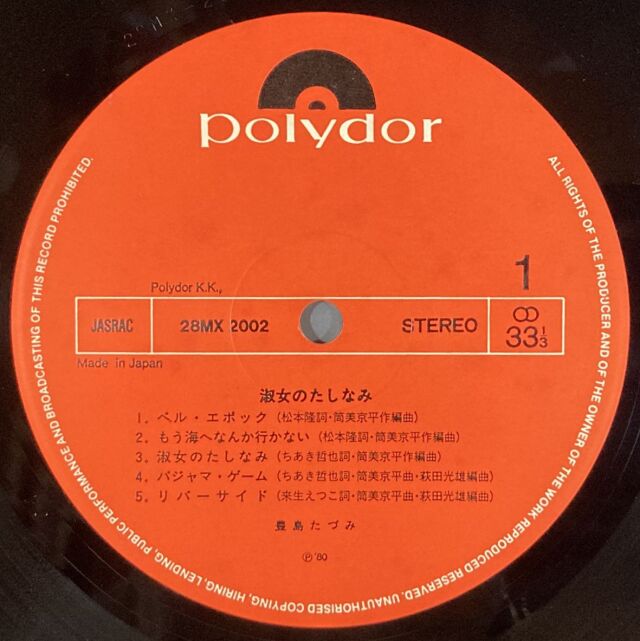 polydor
ALL RIGHTS OF THE PRODUCER AND OF THE OWNER OF THE WORK REPRODUCED RESERVED. UNAUTHORISED COPYING, HIRING, LENDING, PUBLIC PERFORMANCE AND BROADCASTING OF THIS RECORD PROHIBITED.
1
Polydor K.K.,
JASRAC 28MX 2002 STEREO 33 1/3
Made in Japan
淑女のたしなみ
1. ベル・エポック (松本隆詞・筒美京平作編曲)
2. もう海へなんか行かない (松本隆詞・筒美京平作編曲)
3. 淑女のたしなみ (ちあき哲也詞・筒美京平作編曲)
4. パジャマ・ゲーム (ちあき哲也詞・筒美京平曲・萩田光雄編曲)
5. リバーサイド (来生えつこ詞・筒美京平曲・萩田光雄編曲)
豊島たづみ
Ⓟ'80